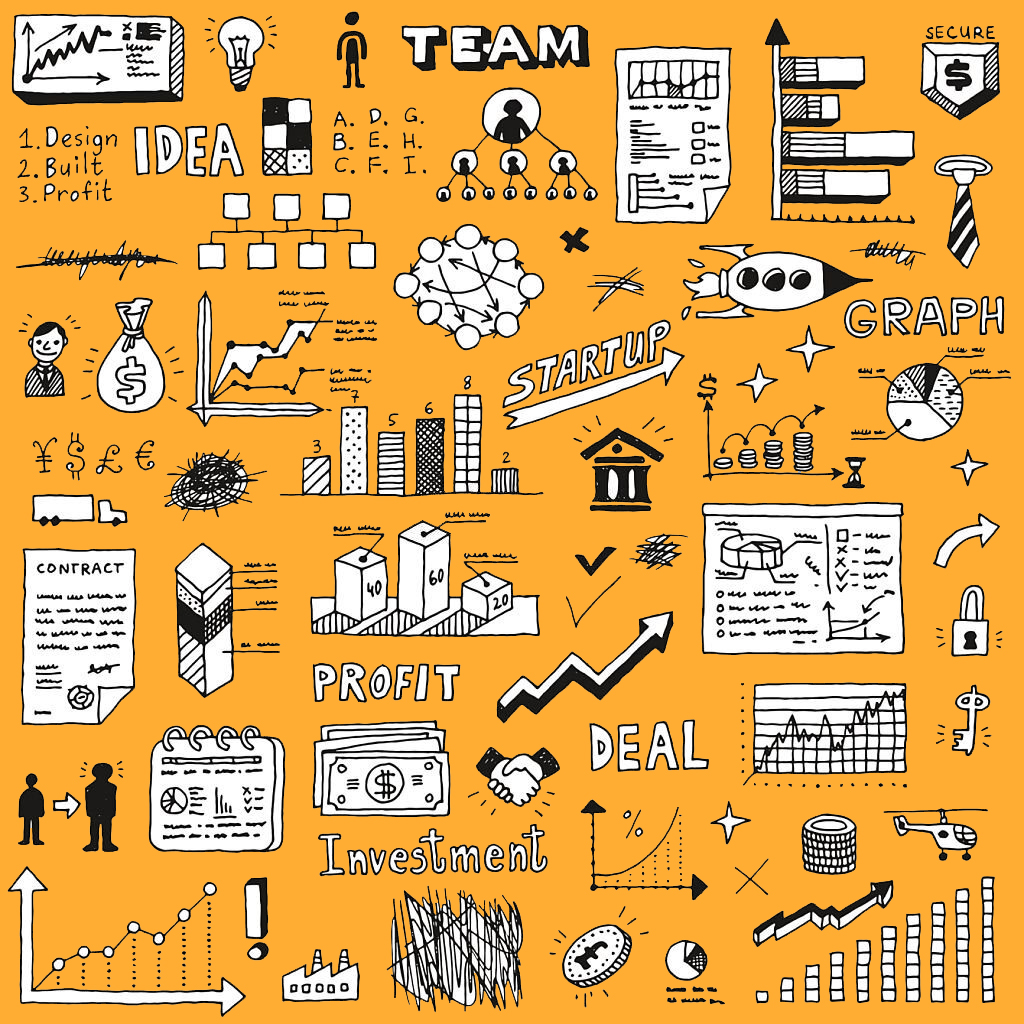 TEAM
SECURE
$
1. Design
2. Built
3. Profit
IDEA
A. D. G.
B. E. H.
C. F. I.
GRAPH
STARTUP
$
$
¥ $ £ €
3 7 5 6 8 2
CONTRACT
40
60
20
PROFIT
DEAL
$
Investment
%
!